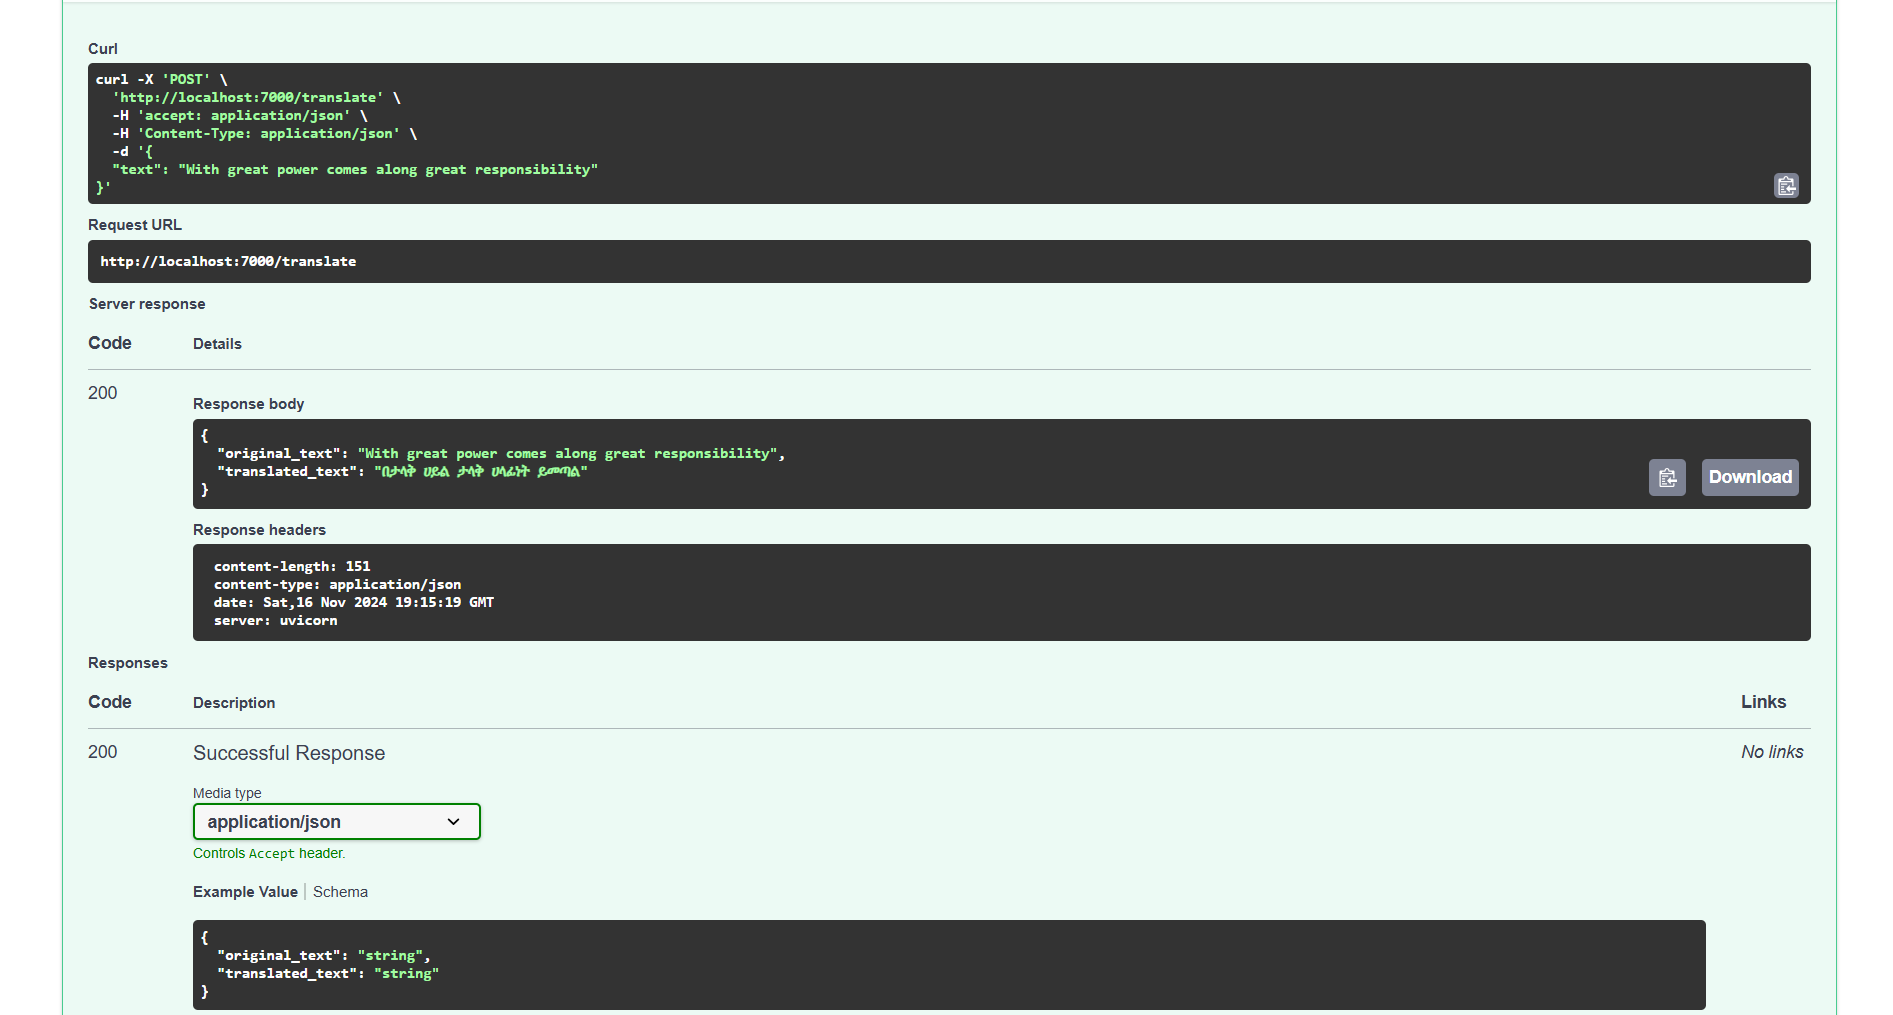 Curl
curl -X 'POST' \
'http://localhost:7000/translate' \
-H 'accept: application/json' \
-H 'Content-Type: application/json' \
-d '{
"text": "With great power comes along great responsibility"
}'
Request URL
http://localhost:7000/translate
Server response
Code Details
200
Response body
{
"original_text": "With great power comes along great responsibility",
"translated_text": "በታላቅ ሀይል ታላቅ ሀላፊነት ይመጣል"
}
Download
Response headers
content-length: 151
content-type: application/json
date: Sat,16 Nov 2024 19:15:19 GMT
server: uvicorn
Responses
Code Description Links
200 Successful Response No links
Media type
application/json
Controls Accept header.
Example Value Schema
{
"original_text": "string",
"translated_text": "string"
}